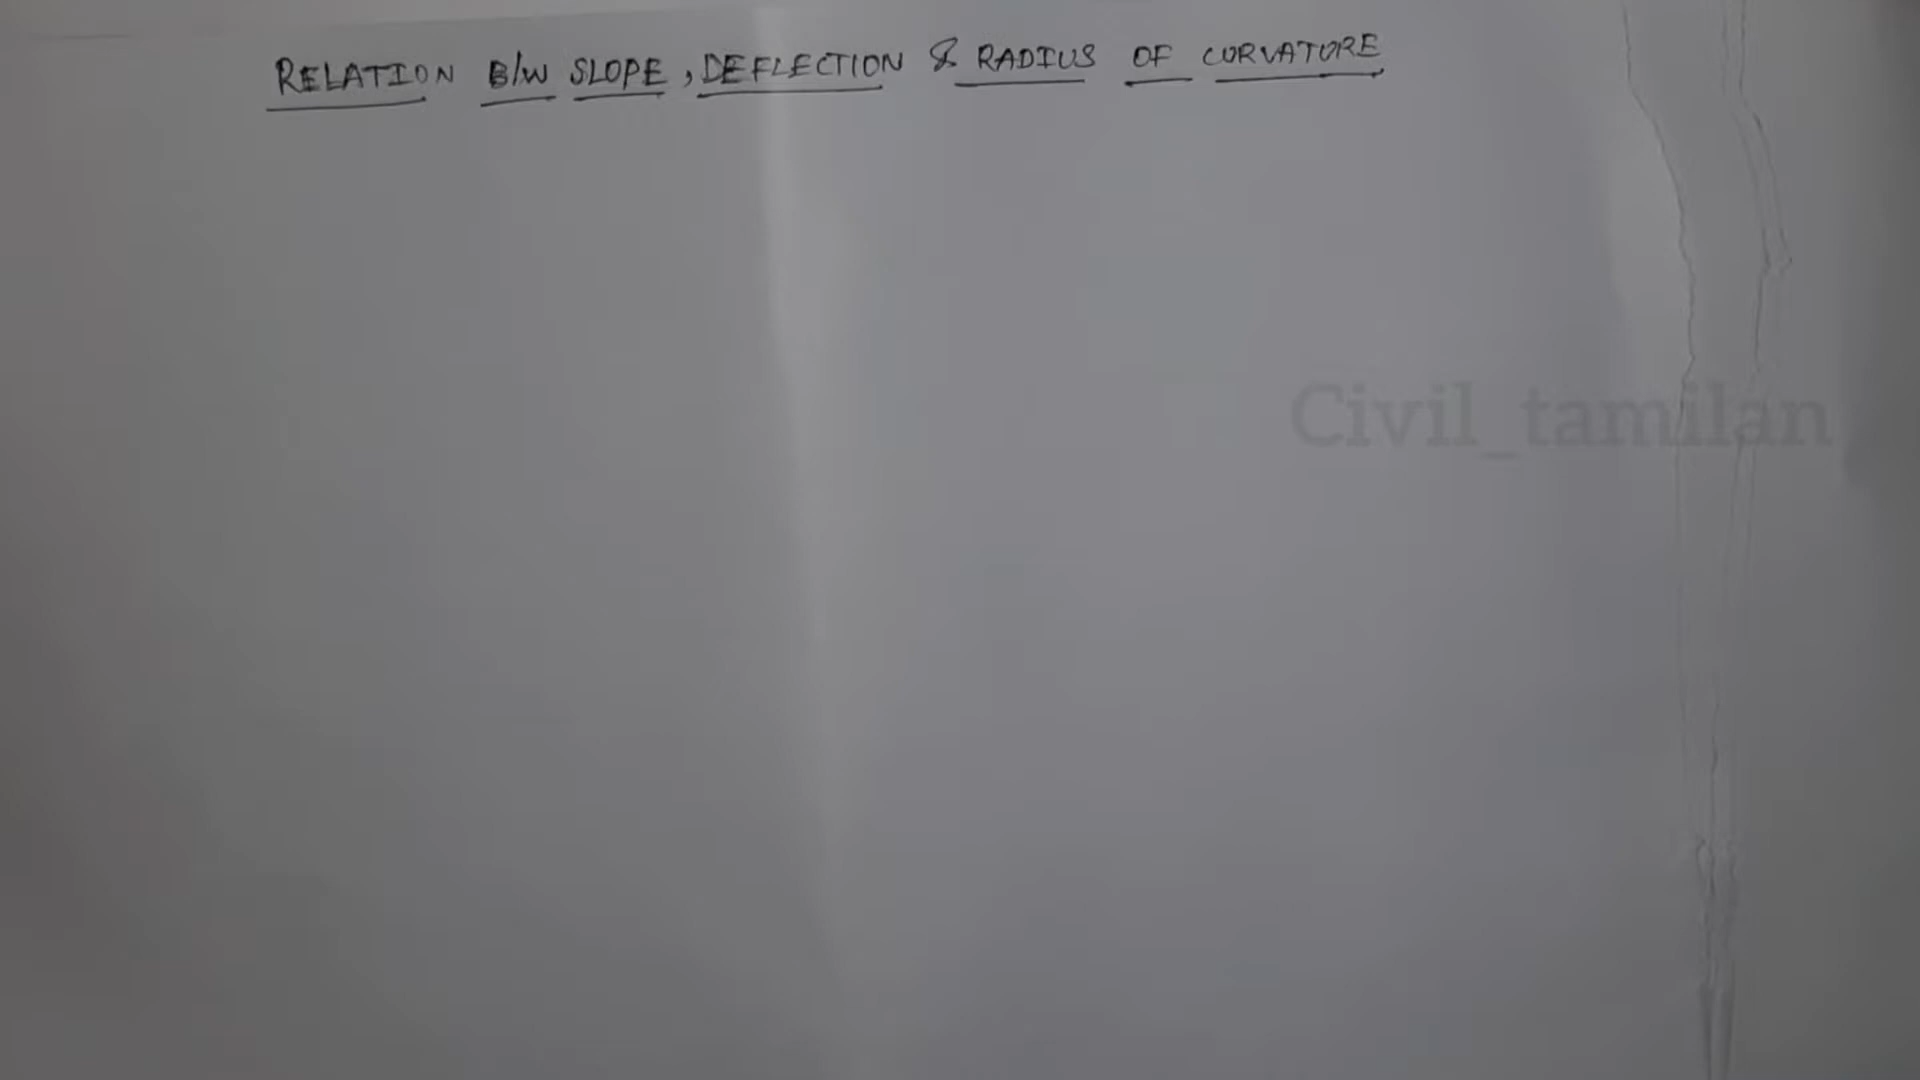 RELATION B/W SLOPE, DEFLECTION & RADIUS OF CURVATURE
Civil_tamilan